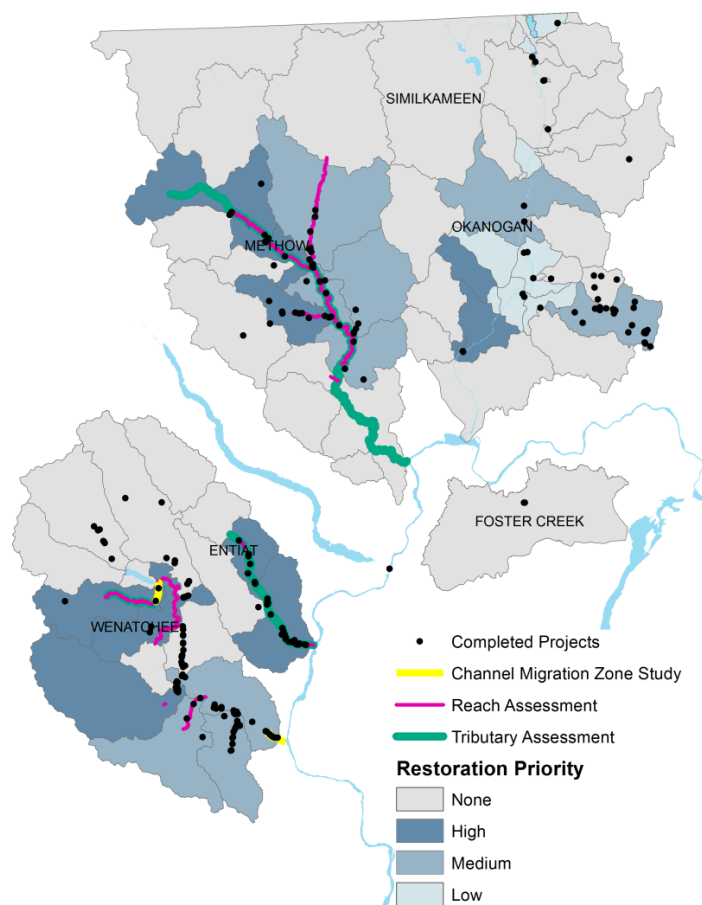 SIMILKAMEEN
OKANOGAN
METHOW
FOSTER CREEK
ENTIAT
WENATCHEE
Completed Projects
Channel Migration Zone Study
Reach Assessment
Tributary Assessment
Restoration Priority
None
High
Medium
Low